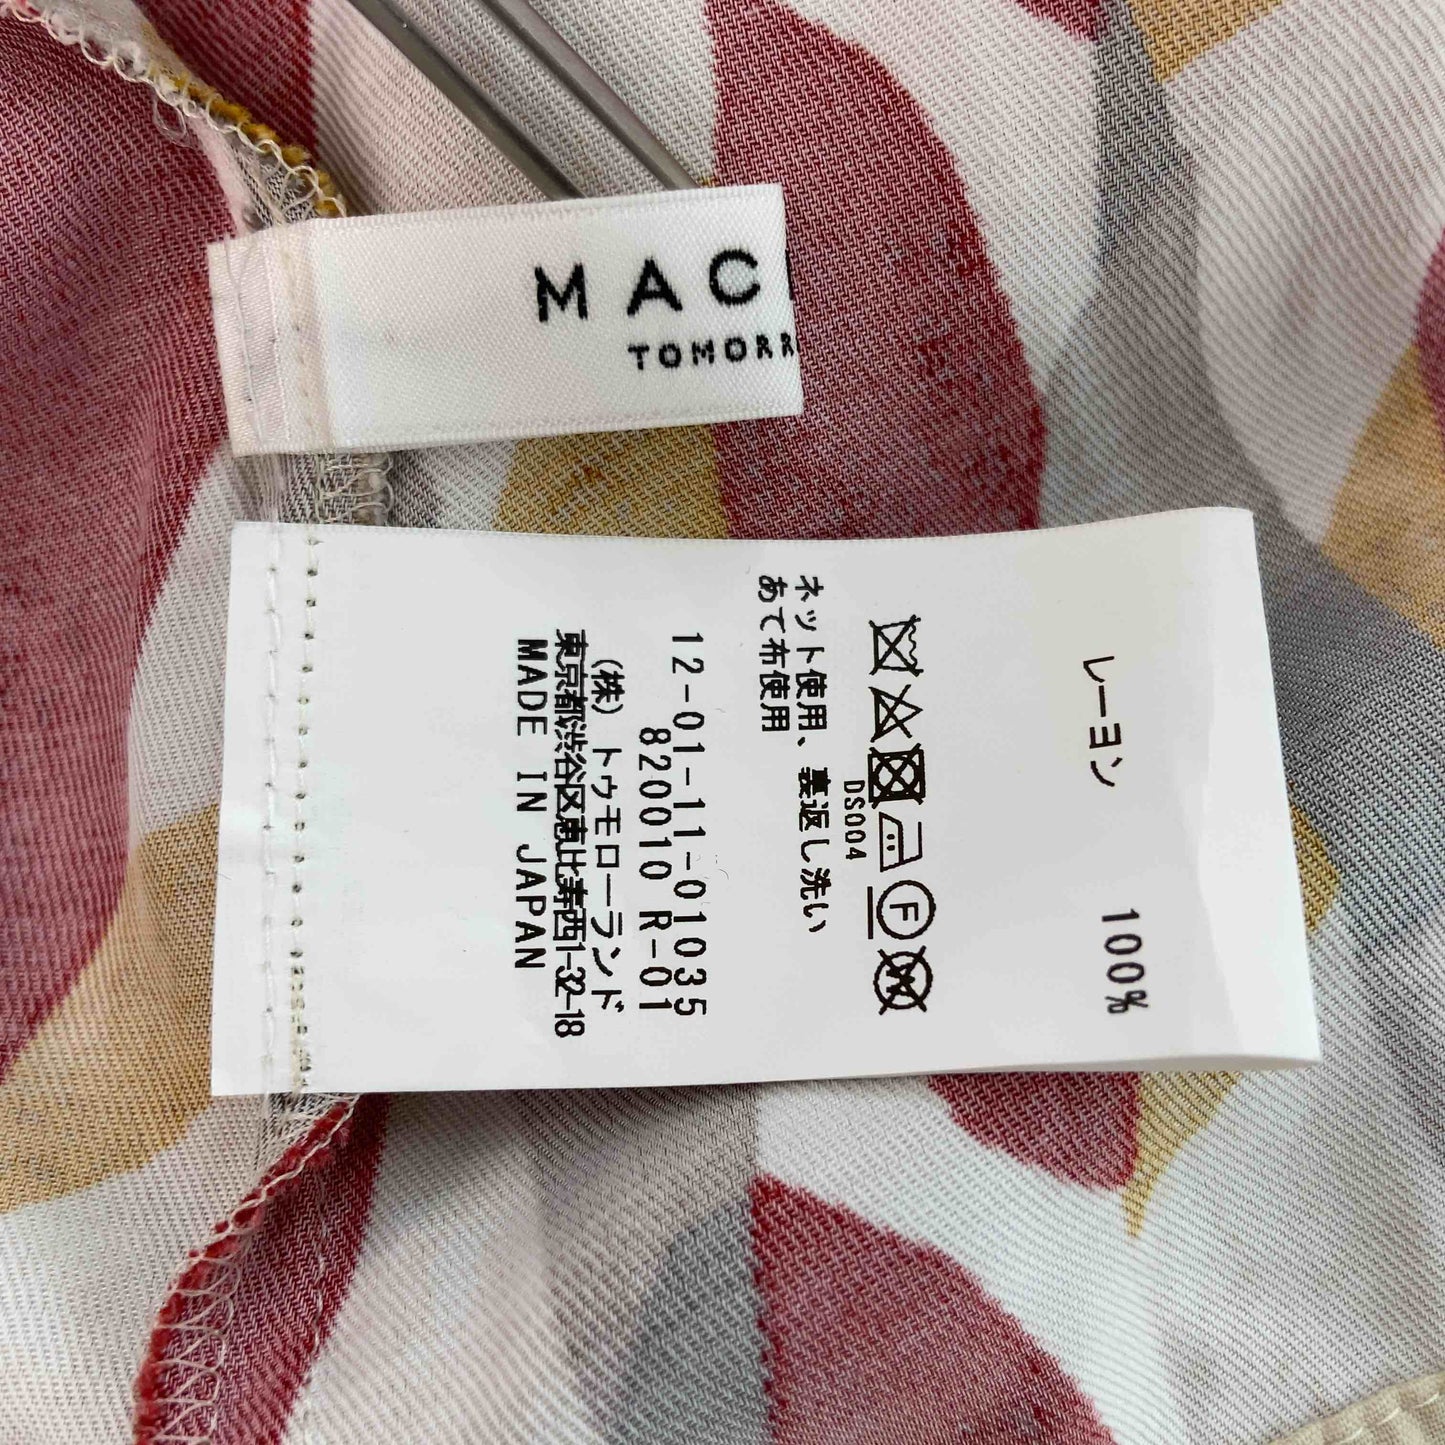 MAC
TOMORR
レーヨン 100%
DS004
ネット使用、裏返し洗い
あて布使用
12-01-11-01035
820010 R-01
(株) トゥモローランド
東京都渋谷区恵比寿西1-32-18
MADE IN JAPAN